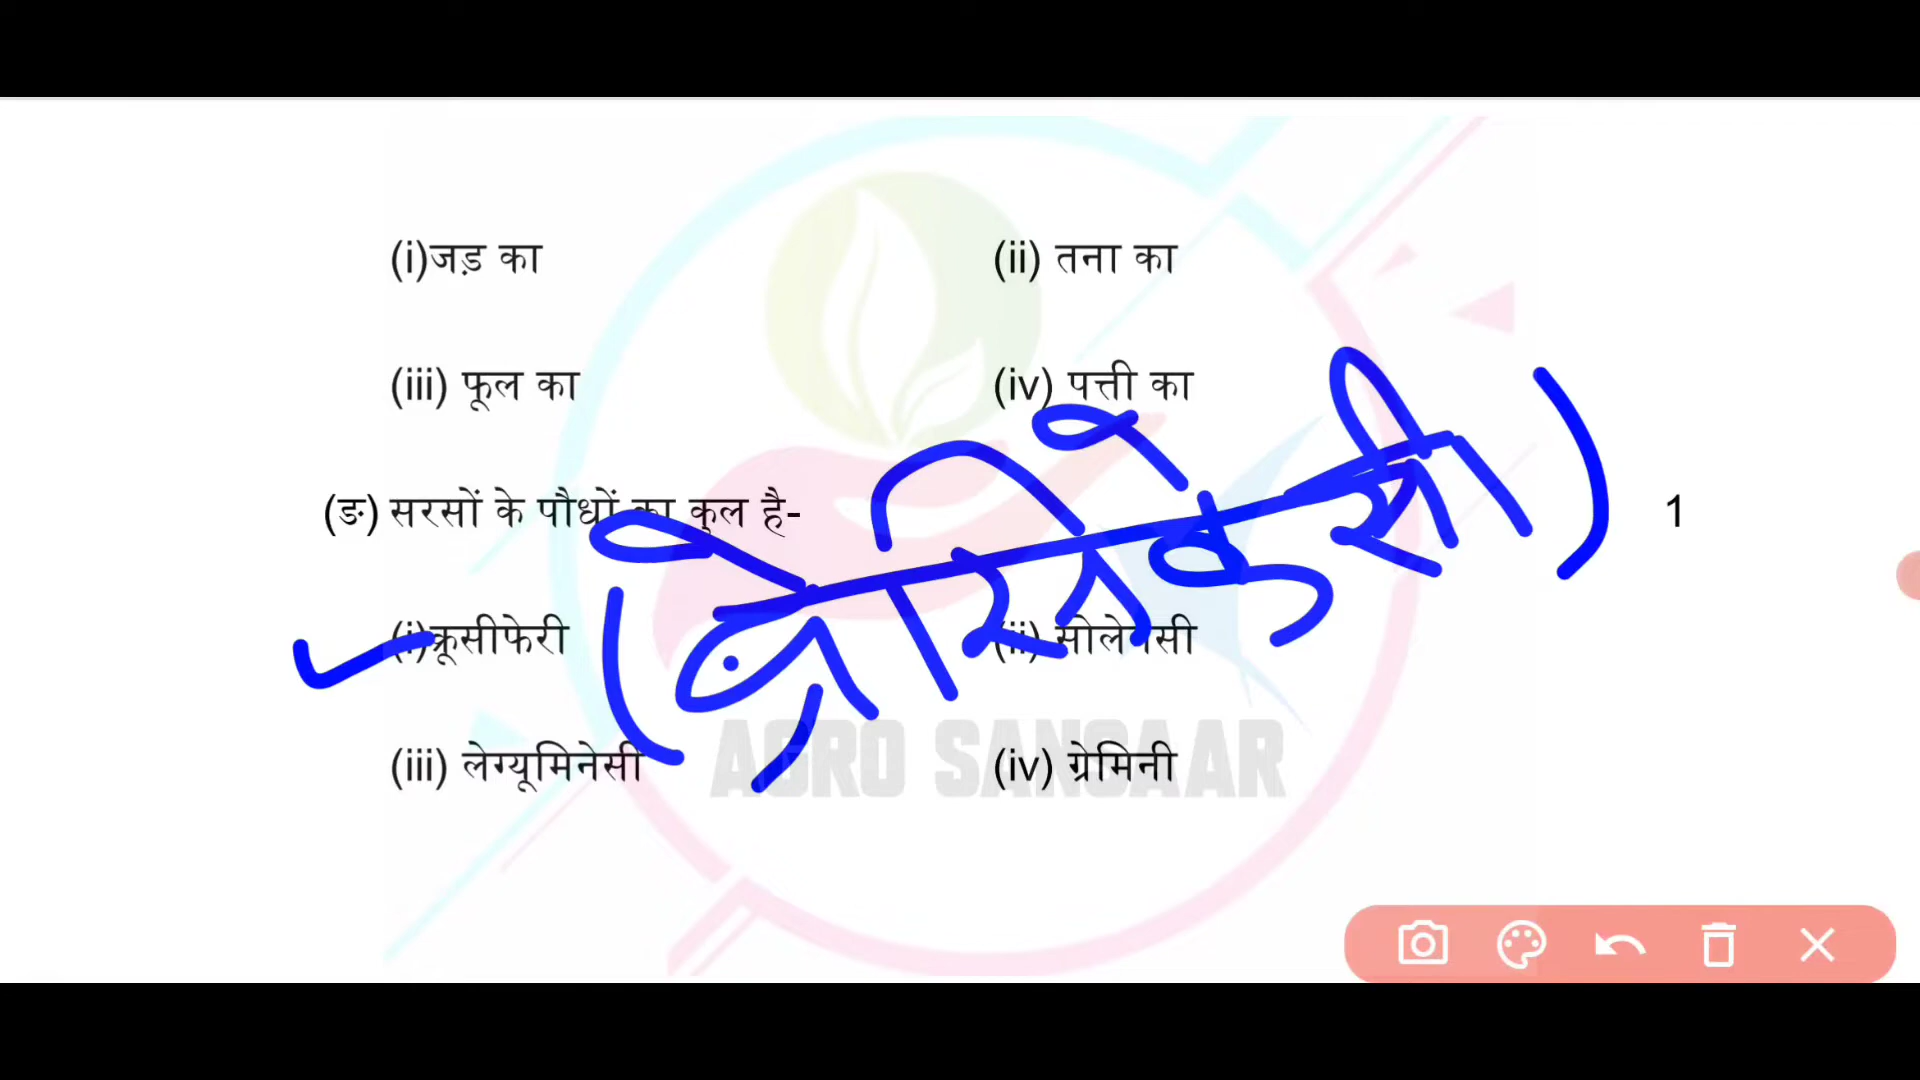 (i)जड़ का (ii) तना का
(iii) फूल का (iv) पत्ती का
(ङ) सरसों के पौधों का कुल है- 1
(i)क्रूसीफेरी (ii) सोलेनेसी
(iii) लेग्यूमिनेसी (iv) ग्रेमिनी
AGRO SANSAAR